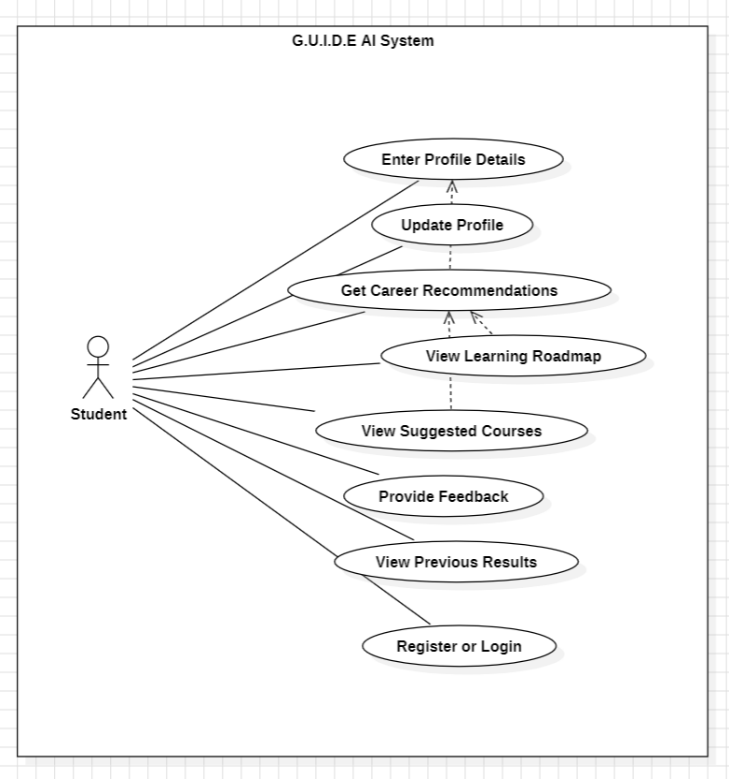 G.U.I.D.E AI System
Enter Profile Details
Update Profile
Get Career Recommendations
View Learning Roadmap
Student
View Suggested Courses
Provide Feedback
View Previous Results
Register or Login